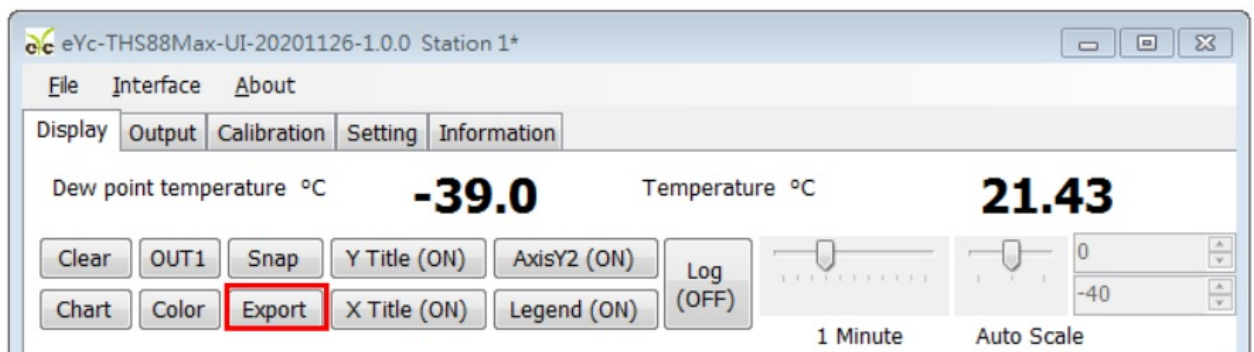 eYc eYc-THS88Max-UI-20201126-1.0.0 Station 1*
File Interface About
Display Output Calibration Setting Information
Dew point temperature °C -39.0 Temperature °C 21.43
Clear OUT1 Snap Y Title (ON) AxisY2 (ON) Log (OFF) 0
Chart Color Export X Title (ON) Legend (ON) -40
1 Minute Auto Scale